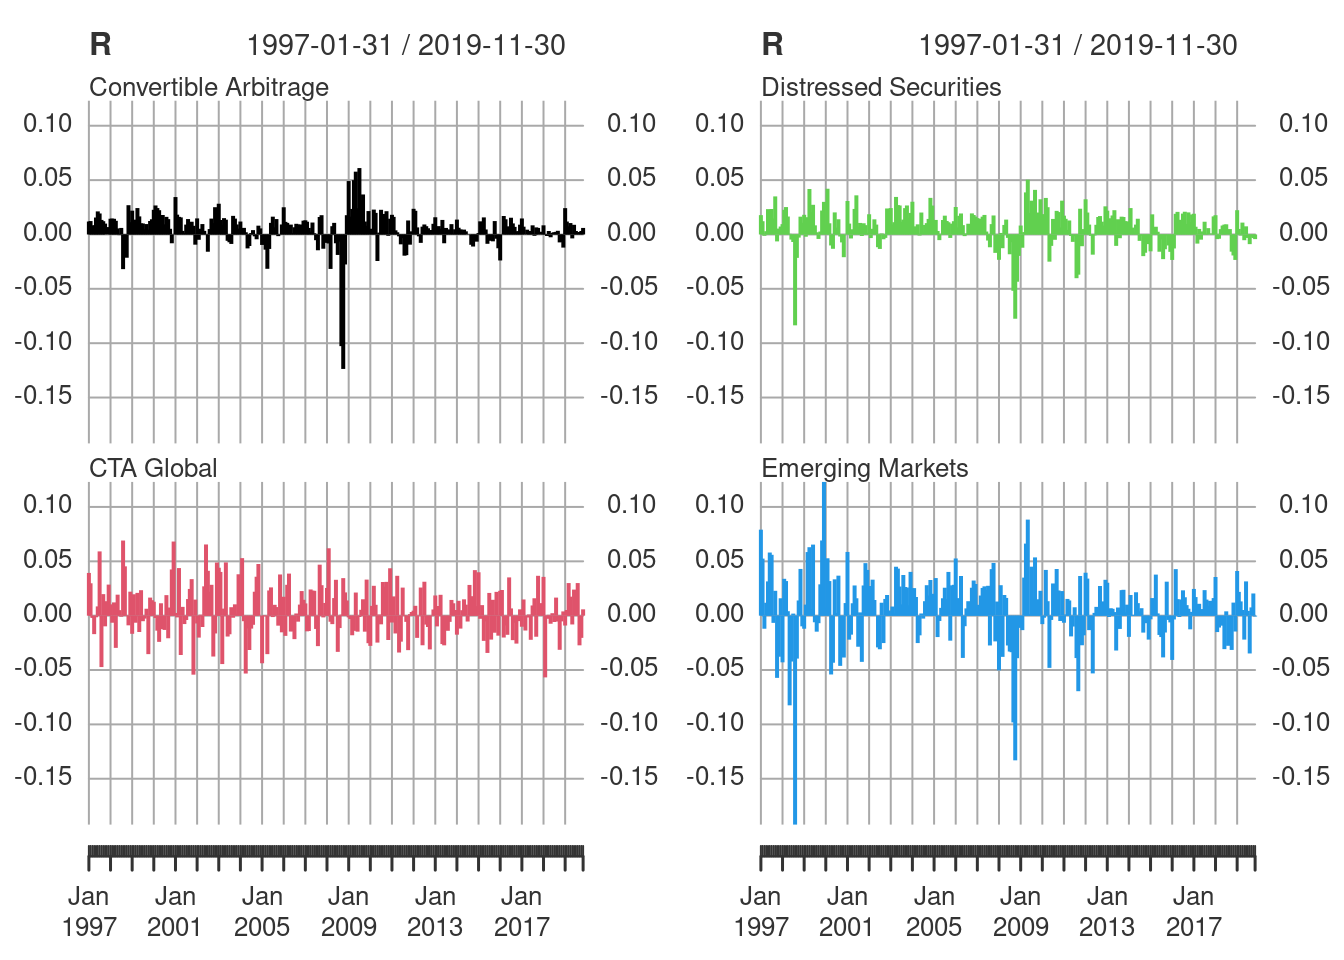 R 1997-01-31 / 2019-11-30
Convertible Arbitrage
0.10 0.10
0.05 0.05
0.00 0.00
-0.05 -0.05
-0.10 -0.10
-0.15 -0.15
CTA Global
0.10 0.10
0.05 0.05
0.00 0.00
-0.05 -0.05
-0.10 -0.10
-0.15 -0.15
Jan Jan Jan Jan Jan
1997 2001 2005 2009 2013 2017
R 1997-01-31 / 2019-11-30
Distressed Securities
0.10 0.10
0.05 0.05
0.00 0.00
-0.05 -0.05
-0.10 -0.10
-0.15 -0.15
Emerging Markets
0.10 0.10
0.05 0.05
0.00 0.00
-0.05 -0.05
-0.10 -0.10
-0.15 -0.15
Jan Jan Jan Jan Jan Jan
1997 2001 2005 2009 2013 2017